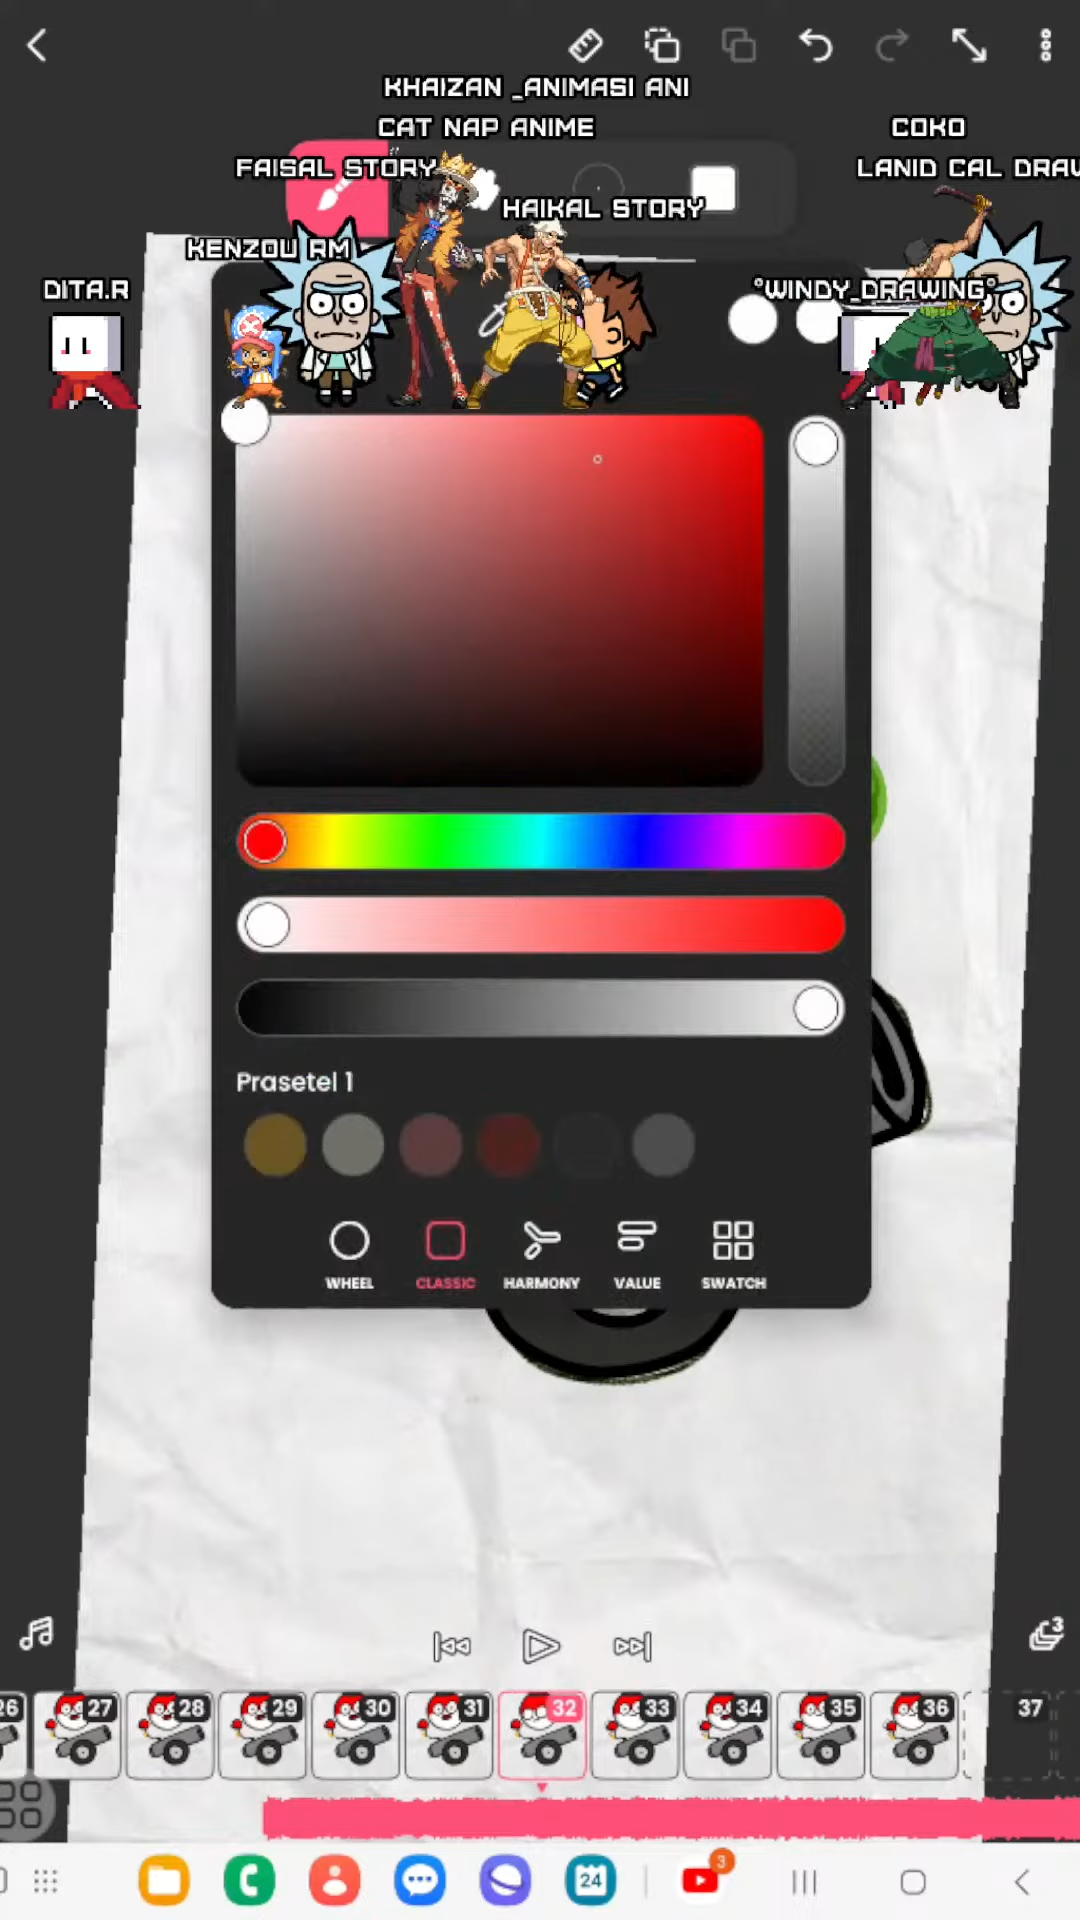 KHAIZAN _ANIMASI ANI
CAT NAP ANIME
COKO
FAISAL STORY
LANID CAL DRAW
HAIKAL STORY
KENZOU RM
DITA.R
°WINDY_DRAWING°
Prasetel 1
WHEEL
CLASSIC
HARMONY
VALUE
SWATCH
3
26
27
28
29
30
31
32
33
34
35
36
37
24
3